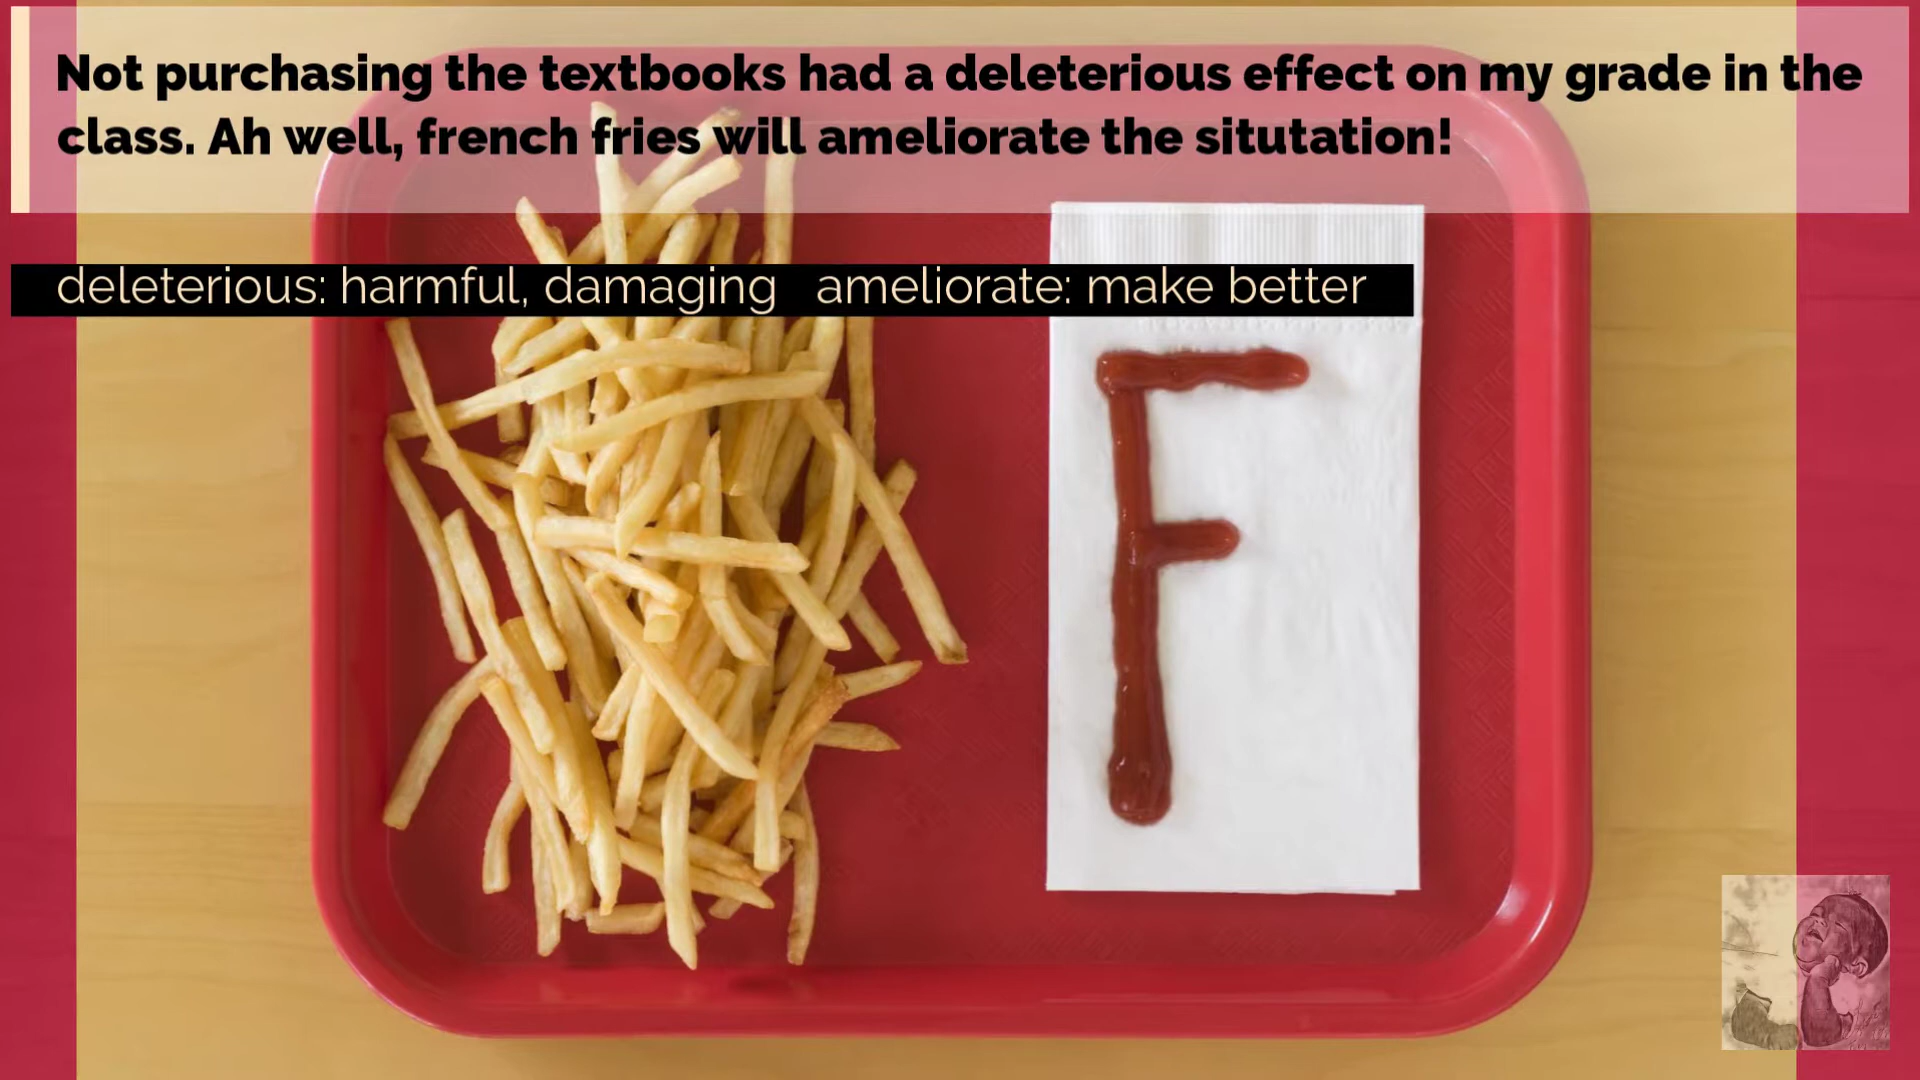 Not purchasing the textbooks had a deleterious effect on my grade in the
class. Ah well, french fries will ameliorate the situtation!
deleterious: harmful, damaging ameliorate: make better
F